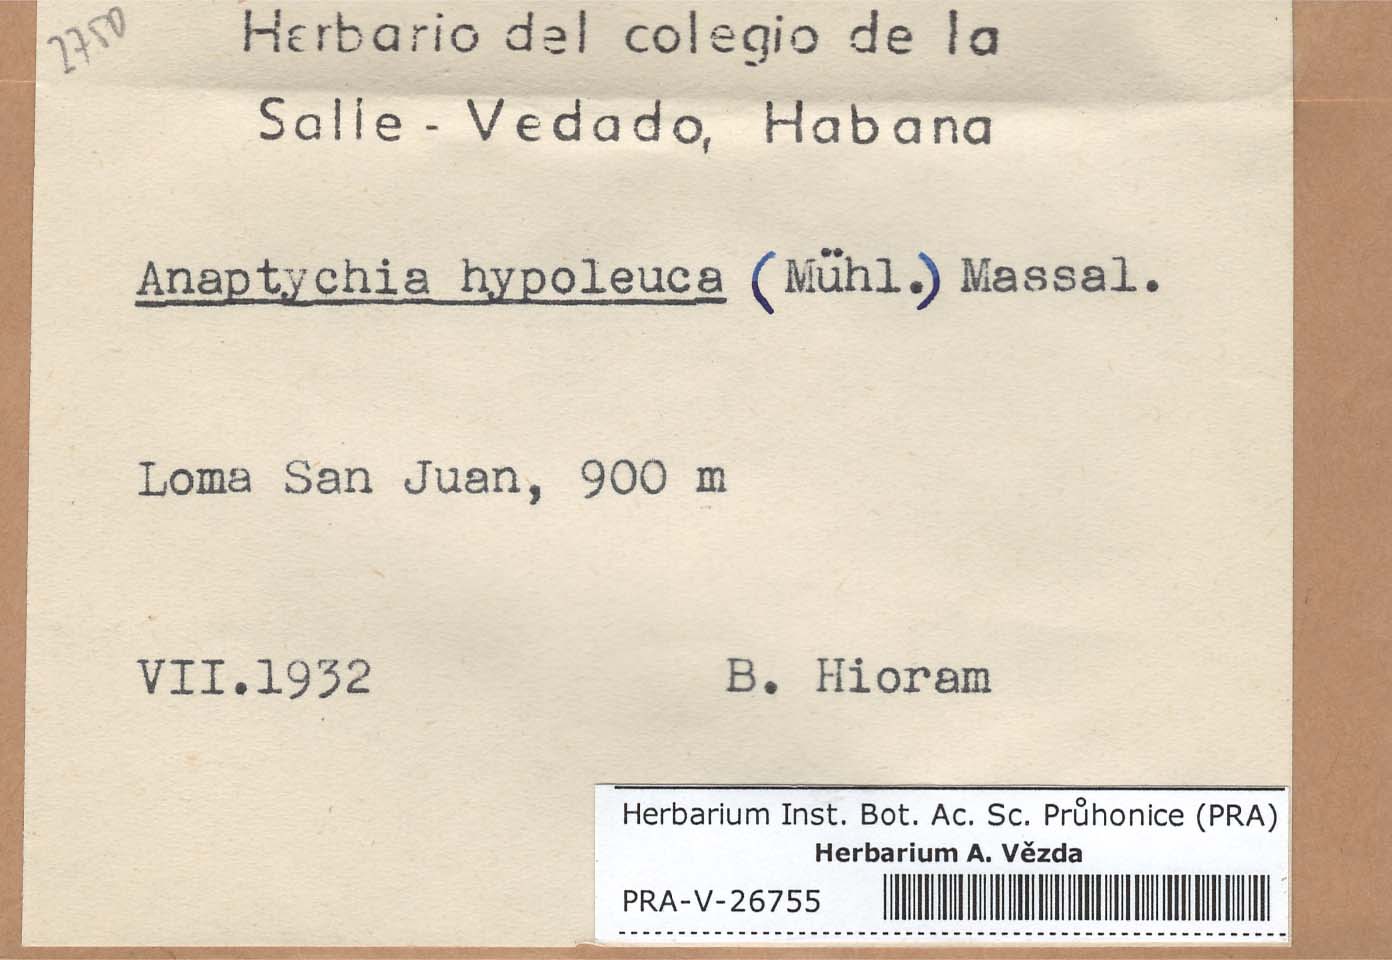 2750
Herbario del colegio de la
Salle - Vedado, Habana
Anaptychia hypoleuca (Mühl.) Massal.
Loma San Juan, 900 m
VII.1932 B. Hioram
Herbarium Inst. Bot. Ac. Sc. Průhonice (PRA)
Herbarium A. Vězda
PRA-V-26755